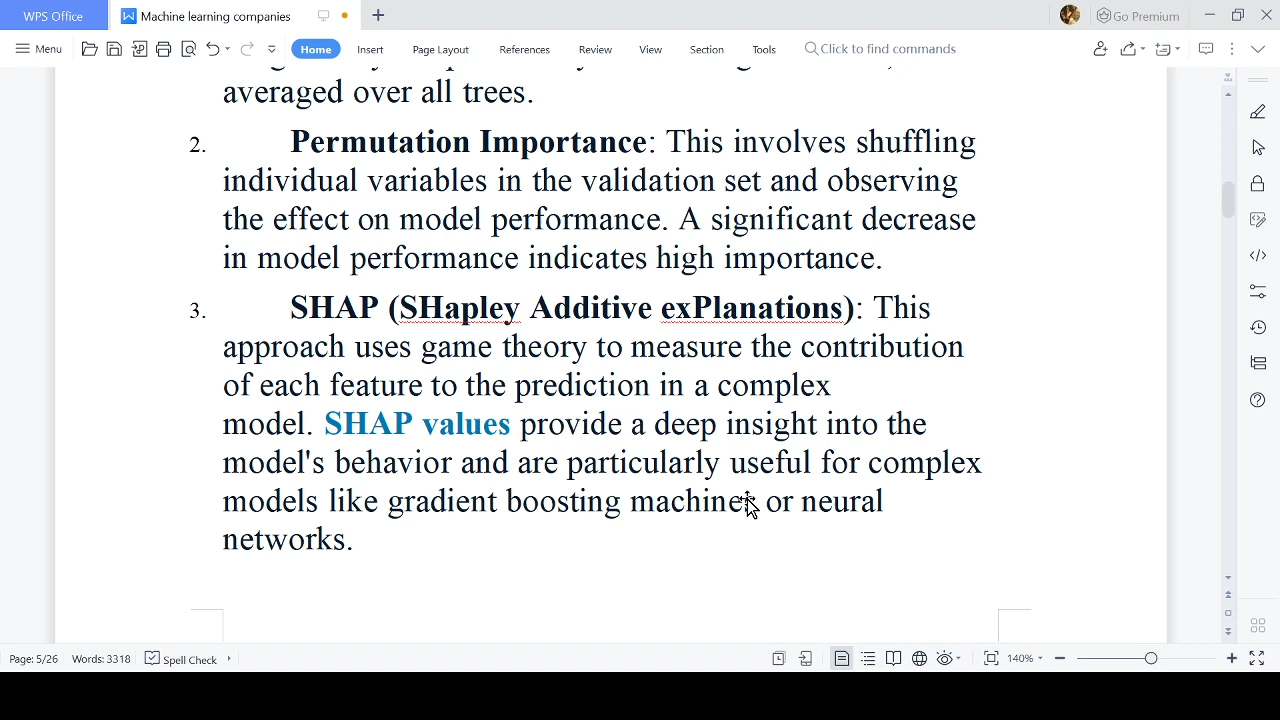 WPS Office
Machine learning companies
Go Premium
Menu
Home
Insert
Page Layout
References
Review
View
Section
Tools
Click to find commands
averaged over all trees.
2. Permutation Importance: This involves shuffling
individual variables in the validation set and observing
the effect on model performance. A significant decrease
in model performance indicates high importance.
3. SHAP (SHapley Additive exPlanations): This
approach uses game theory to measure the contribution
of each feature to the prediction in a complex
model. SHAP values provide a deep insight into the
model's behavior and are particularly useful for complex
models like gradient boosting machines or neural
networks.
Page: 5/26
Words: 3318
Spell Check
140%